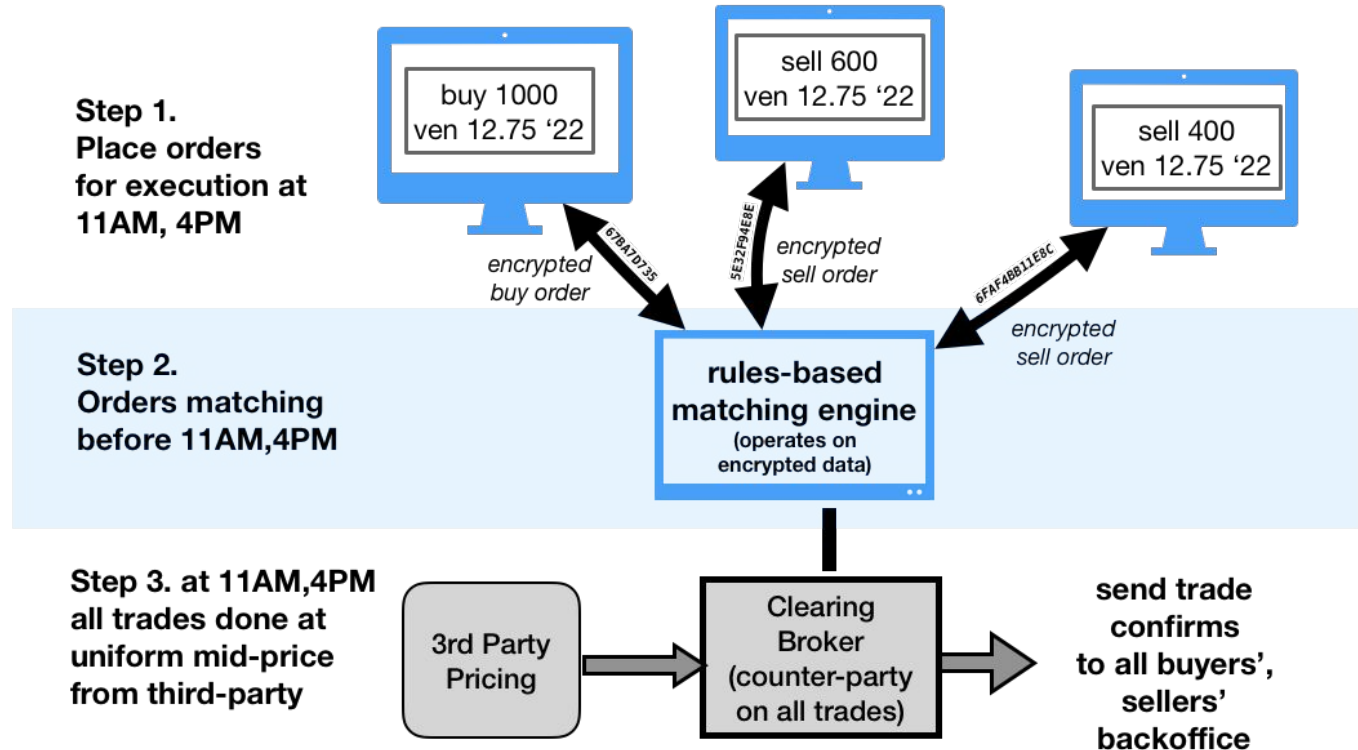 Step 1.
Place orders
for execution at
11AM, 4PM
buy 1000
ven 12.75 ‘22
sell 600
ven 12.75 ‘22
sell 400
ven 12.75 ‘22
67BA7D735
encrypted
buy order
5E32F94E8E
encrypted
sell order
6FAF4BB11E8C
encrypted
sell order
Step 2.
Orders matching
before 11AM,4PM
rules-based
matching engine
(operates on
encrypted data)
Step 3. at 11AM,4PM
all trades done at
uniform mid-price
from third-party
3rd Party
Pricing
Clearing
Broker
(counter-party
on all trades)
send trade
confirms
to all buyers’,
sellers’
backoffice